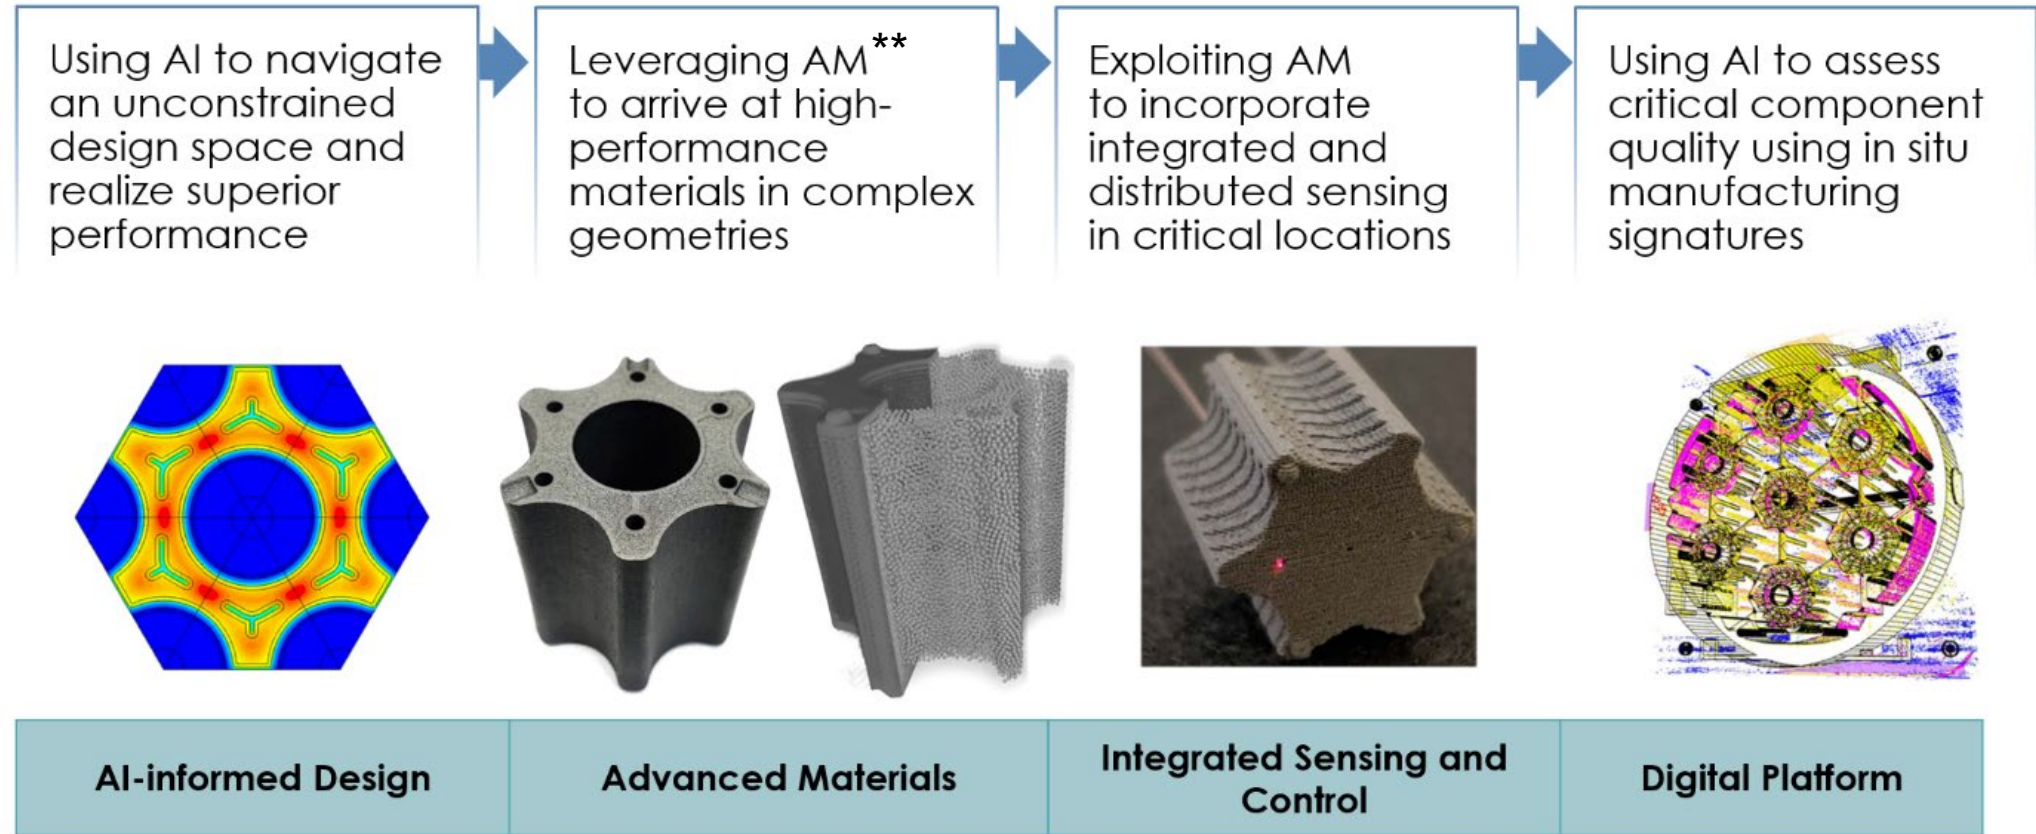 Using AI to navigate
an unconstrained
design space and
realize superior
performance
Leveraging AM**
to arrive at high-
performance
materials in complex
geometries
Exploiting AM
to incorporate
integrated and
distributed sensing
in critical locations
Using AI to assess
critical component
quality using in situ
manufacturing
signatures
AI-informed Design
Advanced Materials
Integrated Sensing and
Control
Digital Platform